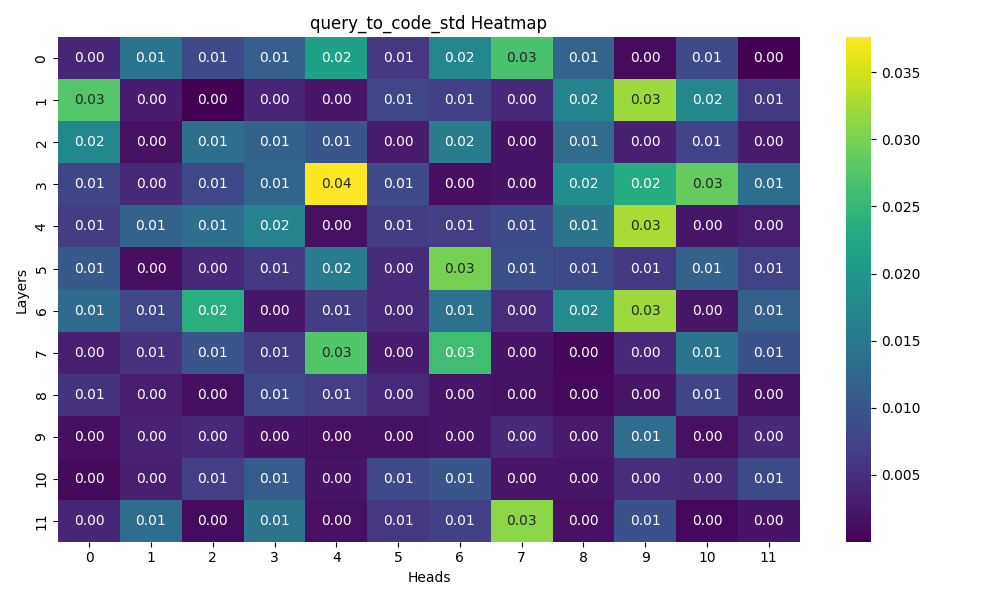 query_to_code_std Heatmap
0 0.00 0.01 0.01 0.01 0.02 0.01 0.02 0.03 0.01 0.00 0.01 0.00
1 0.03 0.00 0.00 0.00 0.00 0.01 0.01 0.00 0.02 0.03 0.02 0.01
2 0.02 0.00 0.01 0.01 0.01 0.00 0.02 0.00 0.01 0.00 0.01 0.00
3 0.01 0.00 0.01 0.01 0.04 0.01 0.00 0.00 0.02 0.02 0.03 0.01
4 0.01 0.01 0.01 0.02 0.00 0.01 0.01 0.01 0.01 0.03 0.00 0.00
5 0.01 0.00 0.00 0.01 0.02 0.00 0.03 0.01 0.01 0.01 0.01 0.01
6 0.01 0.01 0.02 0.00 0.01 0.00 0.01 0.00 0.02 0.03 0.00 0.01
7 0.00 0.01 0.01 0.01 0.03 0.00 0.03 0.00 0.00 0.00 0.01 0.01
8 0.01 0.00 0.00 0.01 0.01 0.00 0.00 0.00 0.00 0.00 0.01 0.00
9 0.00 0.00 0.00 0.00 0.00 0.00 0.00 0.00 0.00 0.01 0.00 0.00
10 0.00 0.00 0.01 0.01 0.00 0.01 0.01 0.00 0.00 0.00 0.00 0.01
11 0.00 0.01 0.00 0.01 0.00 0.01 0.01 0.03 0.00 0.01 0.00 0.00
0 1 2 3 4 5 6 7 8 9 10 11
Heads
Layers
0.035
0.030
0.025
0.020
0.015
0.010
0.005